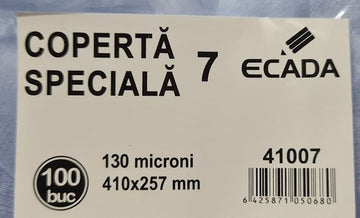 COPERTĂ
SPECIALĂ 7
ECADA
100
buc
130 microni
410x257 mm
41007
6425871050680